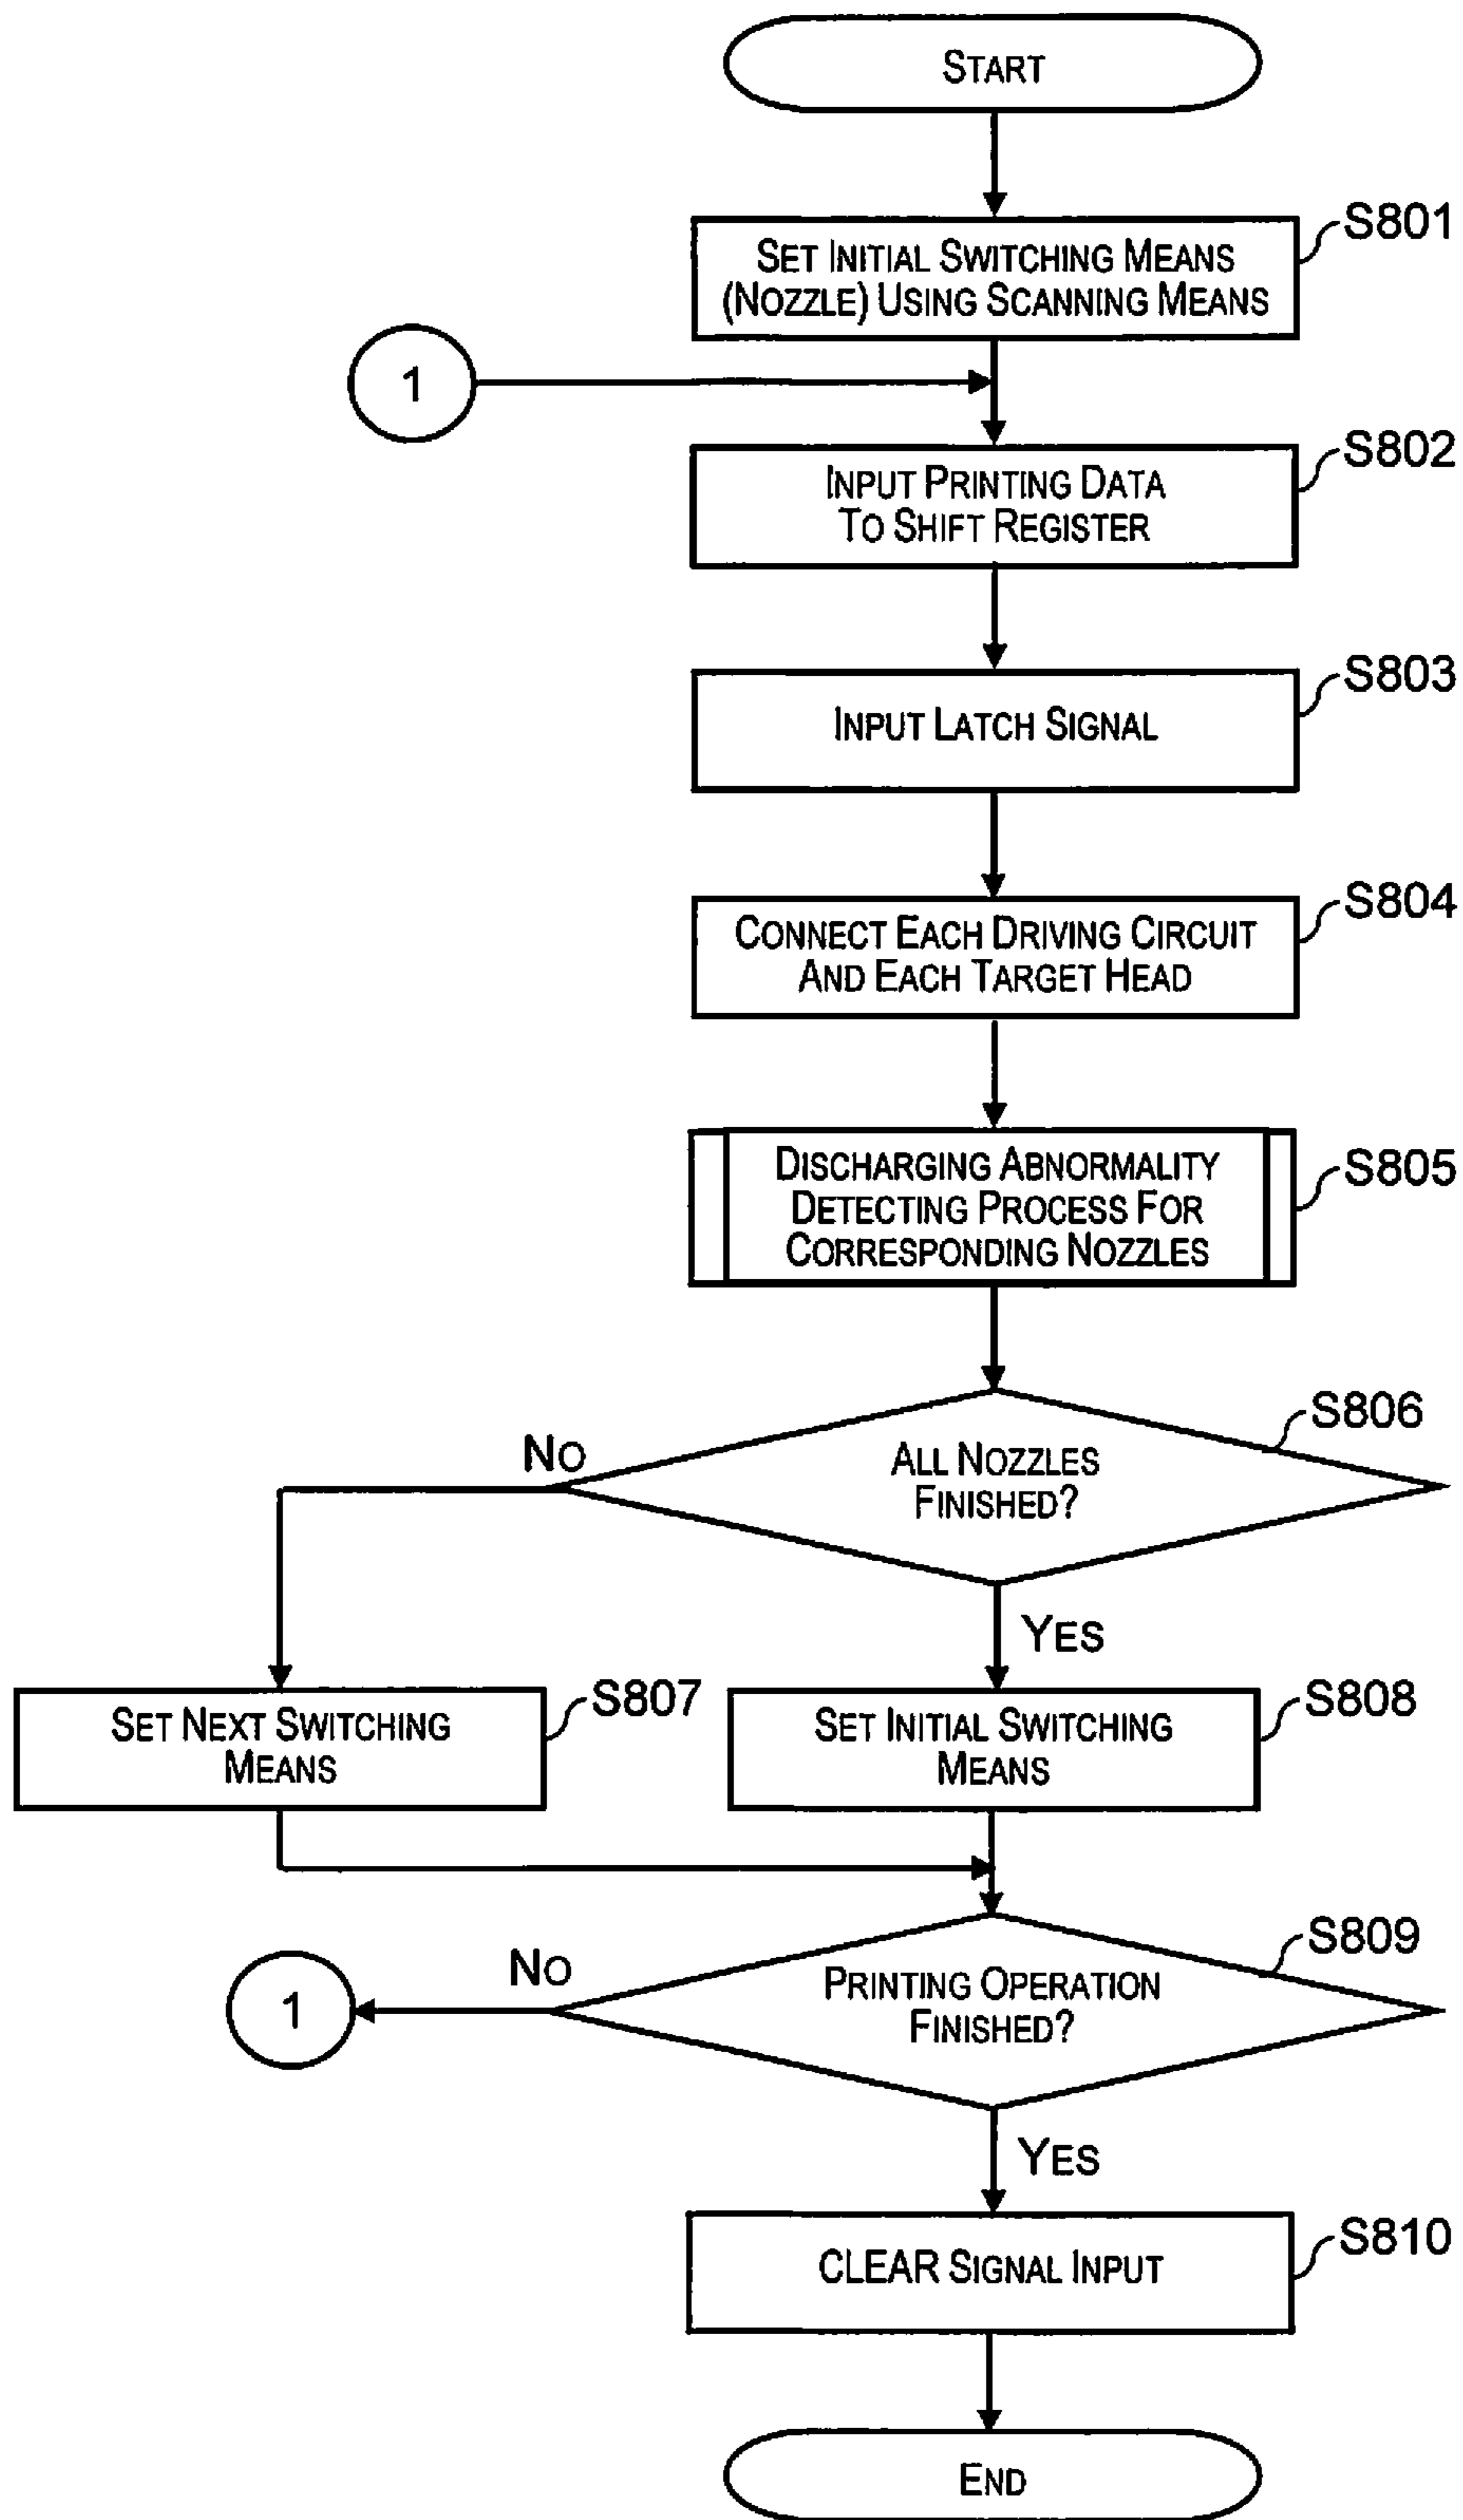 START
S801
SET INITIAL SWITCHING MEANS
(NOZZLE) USING SCANNING MEANS
1
S802
INPUT PRINTING DATA
TO SHIFT REGISTER
S803
INPUT LATCH SIGNAL
S804
CONNECT EACH DRIVING CIRCUIT
AND EACH TARGET HEAD
S805
DISCHARGING ABNORMALITY
DETECTING PROCESS FOR
CORRESPONDING NOZZLES
S806
NO
ALL NOZZLES
FINISHED?
YES
S807
SET NEXT SWITCHING
MEANS
S808
SET INITIAL SWITCHING
MEANS
S809
NO
PRINTING OPERATION
FINISHED?
1
YES
S810
CLEAR SIGNAL INPUT
END